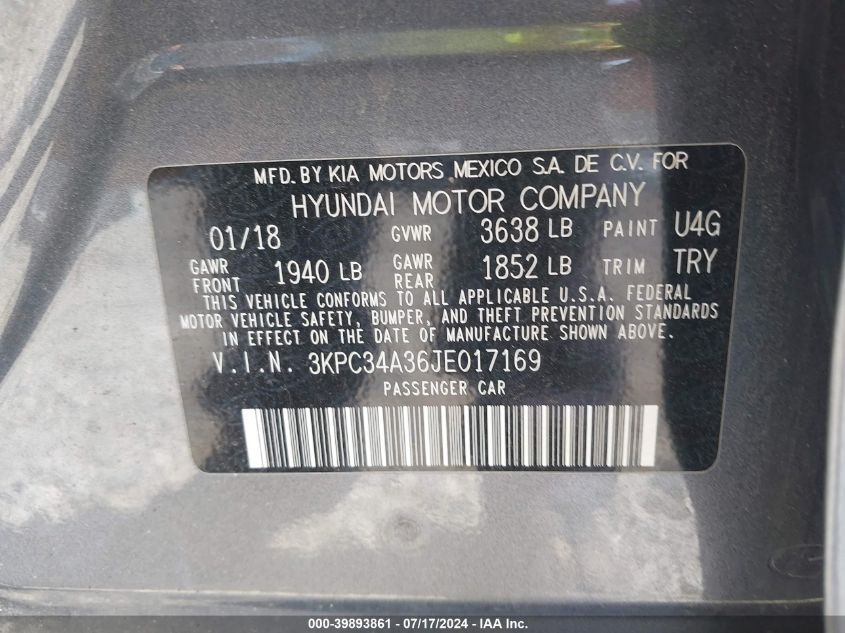 MFD. BY KIA MOTORS MEXICO S.A. DE C.V. FOR
HYUNDAI MOTOR COMPANY
01/18 GVWR 3638 LB PAINT U4G
GAWR FRONT 1940 LB GAWR REAR 1852 LB TRIM TRY
THIS VEHICLE CONFORMS TO ALL APPLICABLE U.S.A. FEDERAL
MOTOR VEHICLE SAFETY, BUMPER, AND THEFT PREVENTION STANDARDS
IN EFFECT ON THE DATE OF MANUFACTURE SHOWN ABOVE.
V.I.N. 3KPC34A36JE017169
PASSENGER CAR
000-39893861 / 07/17/2024 - Copyright © IAA, LLC.